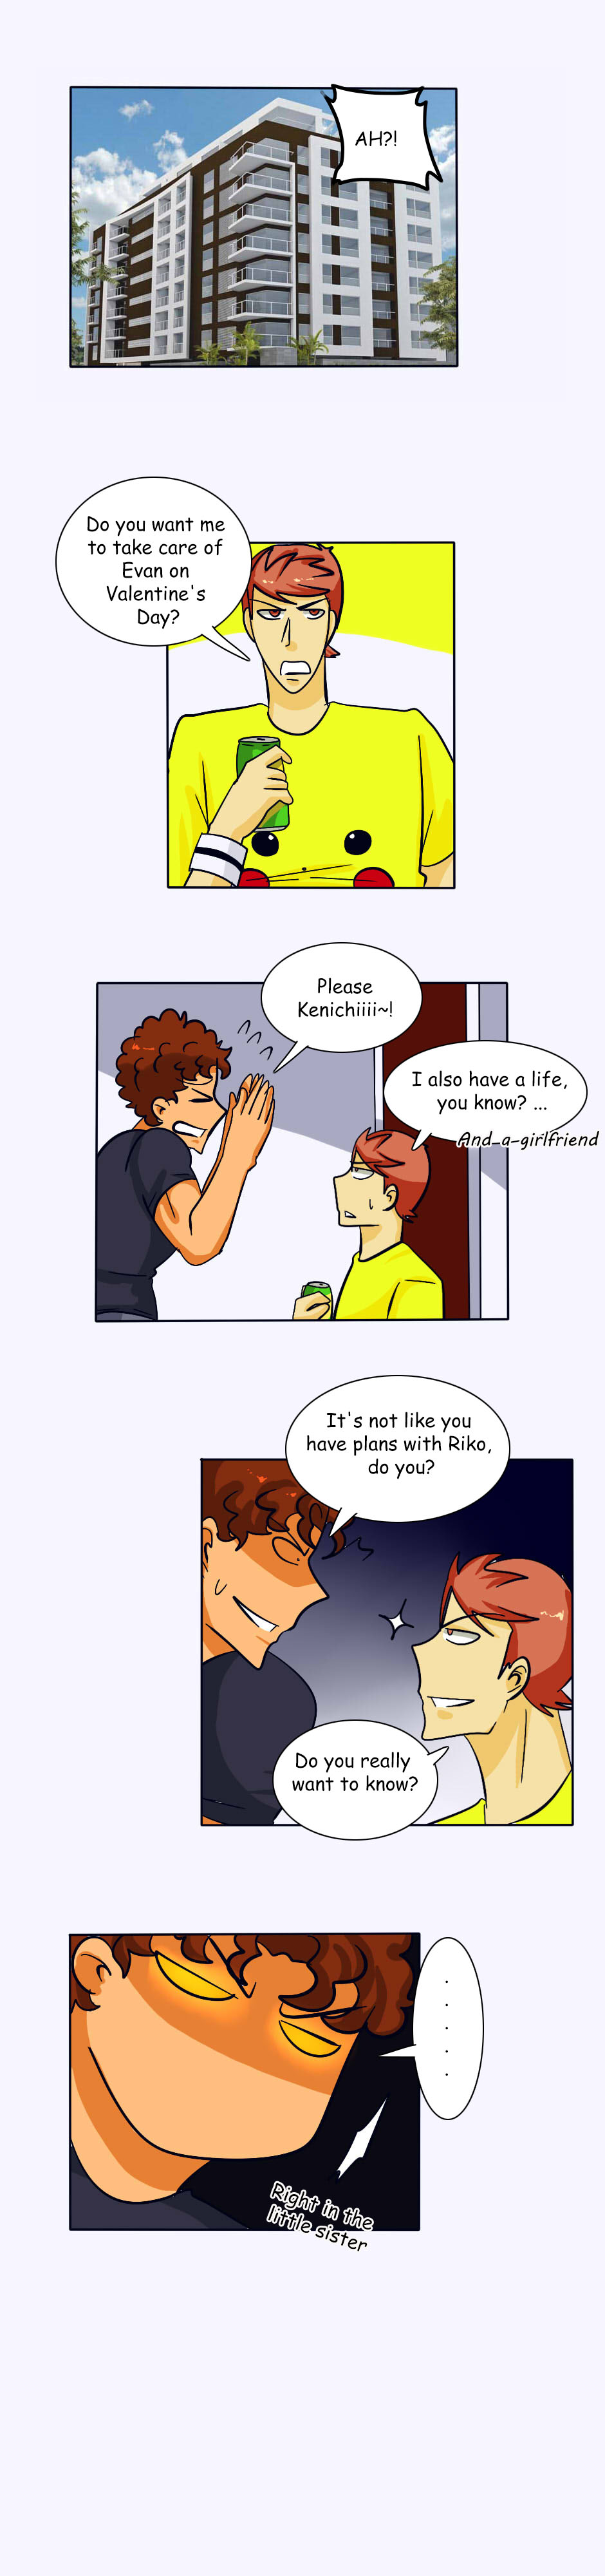 AH?!
Do you want me
to take care of
Evan on
Valentine's
Day?
Please
Kenichiiii~!
I also have a life,
you know? ...
And-a-girlfriend
It's not like you
have plans with Riko,
do you?
Do you really
want to know?
.
.
.
.
.
Right in the
little sister